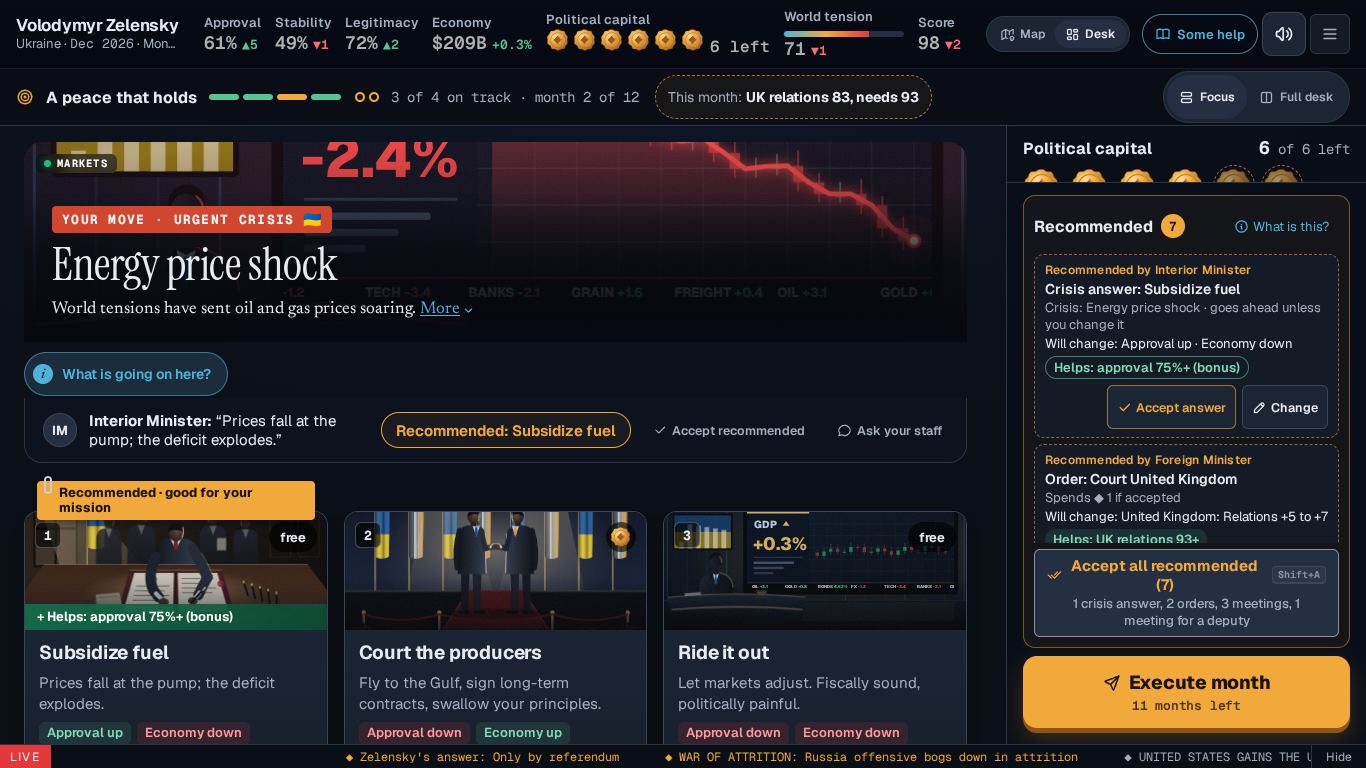 Volodymyr Zelensky
Ukraine · Dec 2026 · Mon…
Approval
61% ▲5
Stability
49% ▼1
Legitimacy
72% ▲2
Economy
$209B +0.3%
Political capital
6 left
World tension
71 ▼1
Score
98 ▼2
Map
Desk
Some help
A peace that holds
3 of 4 on track · month 2 of 12
This month: UK relations 83, needs 93
Focus
Full desk
MARKETS
-2.4%
YOUR MOVE · URGENT CRISIS
Energy price shock
-1.2 TECH -3.4 BANKS -2.1 GRAIN +1.6 FREIGHT +0.4 OIL +3.1 GOLD +
World tensions have sent oil and gas prices soaring. More
i What is going on here?
IM
Interior Minister: “Prices fall at the
pump; the deficit explodes.”
Recommended: Subsidize fuel
Accept recommended
Ask your staff
Recommended · good for your
mission
1
free
+ Helps: approval 75%+ (bonus)
Subsidize fuel
Prices fall at the pump; the deficit
explodes.
Approval up
Economy down
2
Court the producers
Fly to the Gulf, sign long-term
contracts, swallow your principles.
Approval down
Economy up
3
GDP
+0.3%
free
Ride it out
Let markets adjust. Fiscally sound,
politically painful.
Approval down
Economy down
Political capital
6 of 6 left
Recommended 7
What is this?
Recommended by Interior Minister
Crisis answer: Subsidize fuel
Crisis: Energy price shock · goes ahead unless
you change it
Will change: Approval up · Economy down
Helps: approval 75%+ (bonus)
Accept answer
Change
Recommended by Foreign Minister
Order: Court United Kingdom
Spends ◆ 1 if accepted
Will change: United Kingdom: Relations +5 to +7
Helps: UK relations 93+
Accept all recommended
(7)
Shift+A
1 crisis answer, 2 orders, 3 meetings, 1
meeting for a deputy
Execute month
11 months left
LIVE
◆ Zelensky's answer: Only by referendum
◆ WAR OF ATTRITION: Russia offensive bogs down in attrition
◆ UNITED STATES GAINS THE
Hide